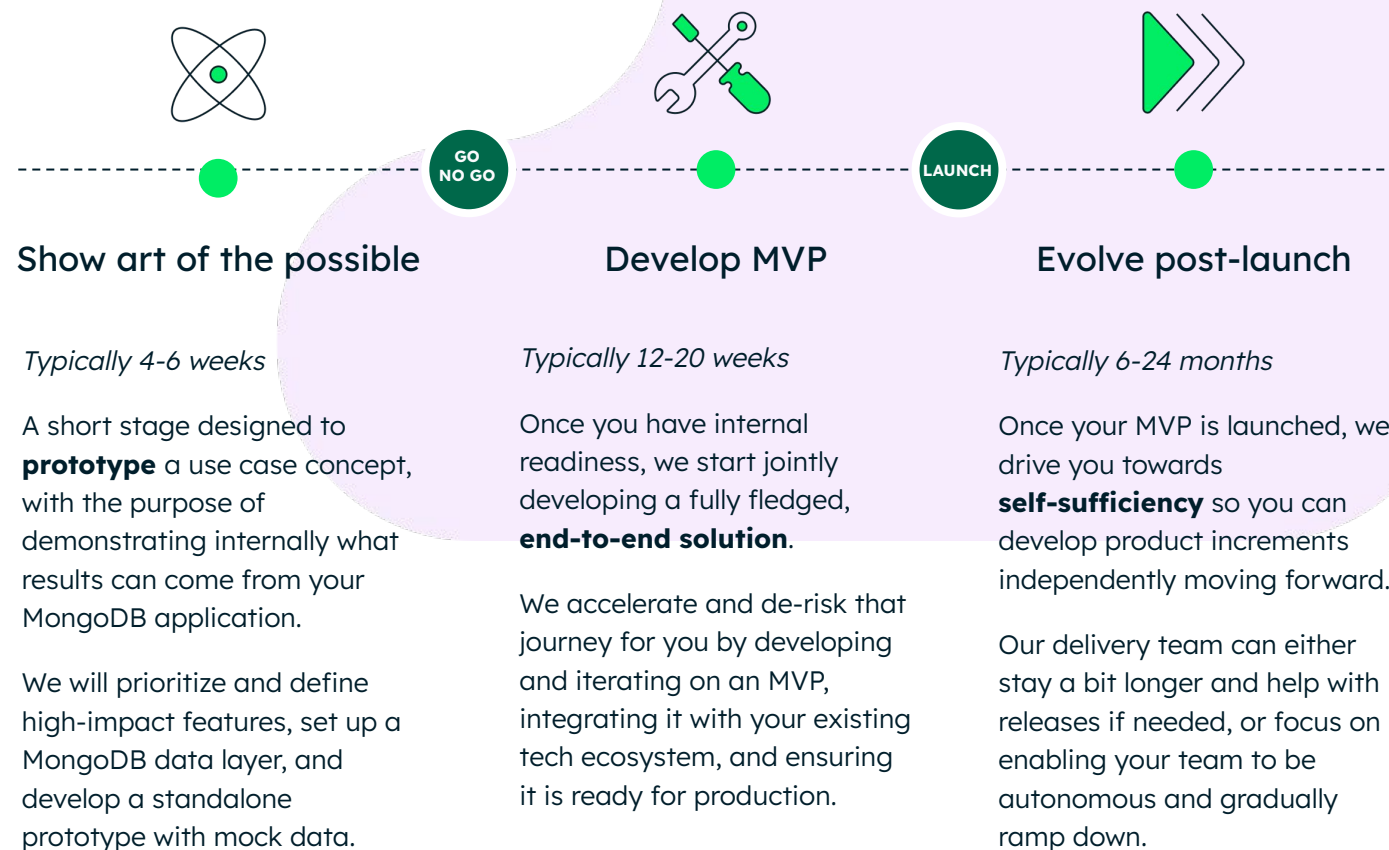 GO
NO GO
LAUNCH
Show art of the possible
Typically 4-6 weeks
A short stage designed to
prototype a use case concept,
with the purpose of
demonstrating internally what
results can come from your
MongoDB application.
We will prioritize and define
high-impact features, set up a
MongoDB data layer, and
develop a standalone
prototype with mock data.
Develop MVP
Typically 12-20 weeks
Once you have internal
readiness, we start jointly
developing a fully fledged,
end-to-end solution.
We accelerate and de-risk that
journey for you by developing
and iterating on an MVP,
integrating it with your existing
tech ecosystem, and ensuring
it is ready for production.
Evolve post-launch
Typically 6-24 months
Once your MVP is launched, we
drive you towards
self-sufficiency so you can
develop product increments
independently moving forward.
Our delivery team can either
stay a bit longer and help with
releases if needed, or focus on
enabling your team to be
autonomous and gradually
ramp down.